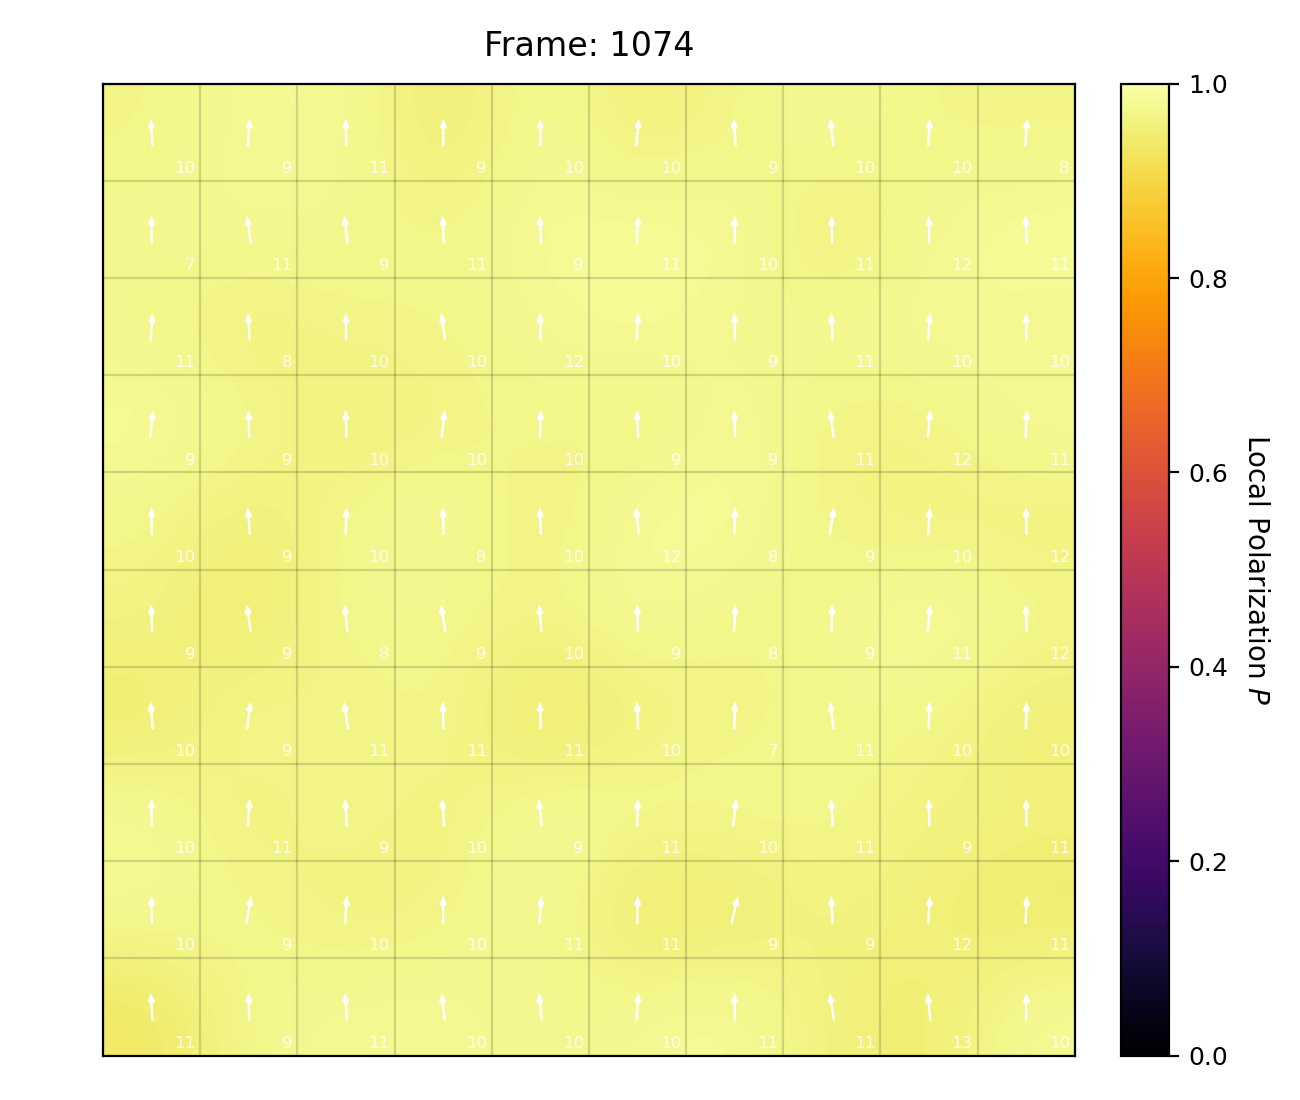 Frame: 1074
10 9 11 9 10 10 9 10 10 8
7 11 9 11 9 11 10 11 12 11
11 8 10 10 12 10 9 11 10 10
9 9 10 10 10 9 9 11 12 11
10 9 10 8 10 12 8 9 10 12
9 9 8 9 10 9 8 9 11 12
10 9 11 11 11 10 7 11 10 10
10 11 9 10 9 11 10 11 9 11
10 9 10 10 11 11 9 9 12 11
11 9 11 10 10 10 11 11 13 10
1.0
0.8
0.6
0.4
0.2
0.0
Local Polarization P